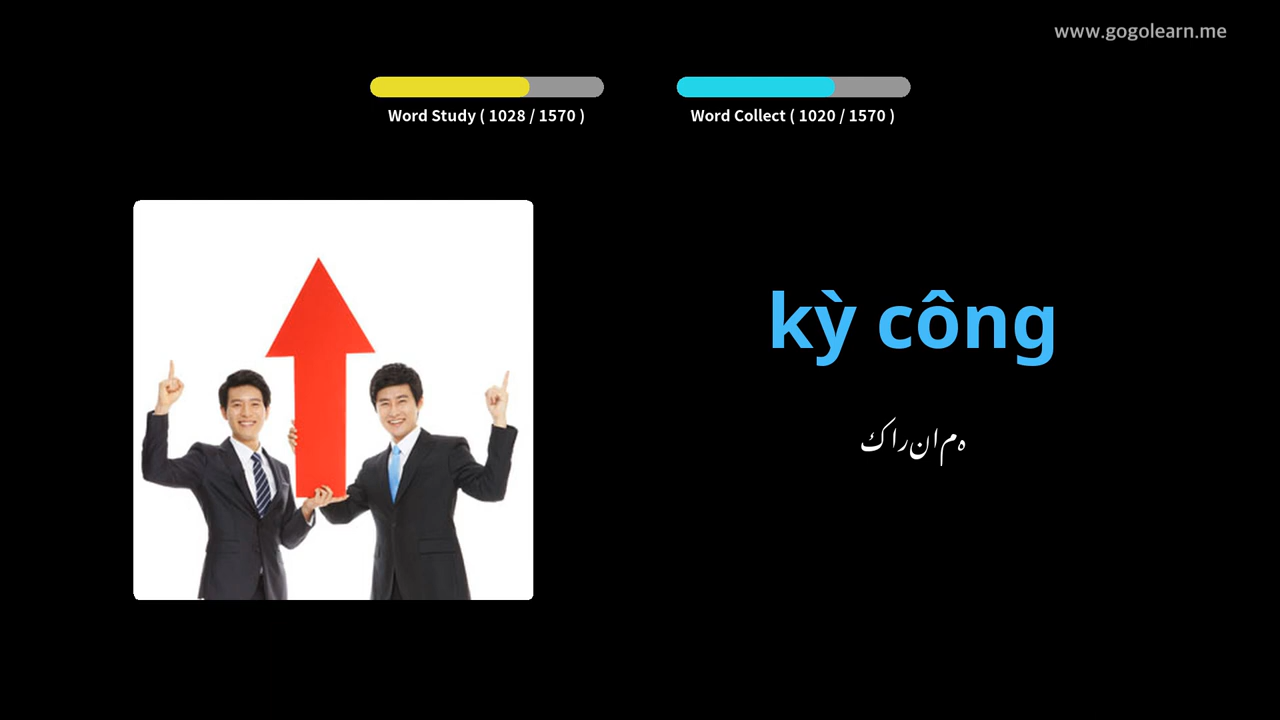 www.gogolearn.me
Word Study ( 1028 / 1570 )
Word Collect ( 1020 / 1570 )
kỳ công
کارنامہ